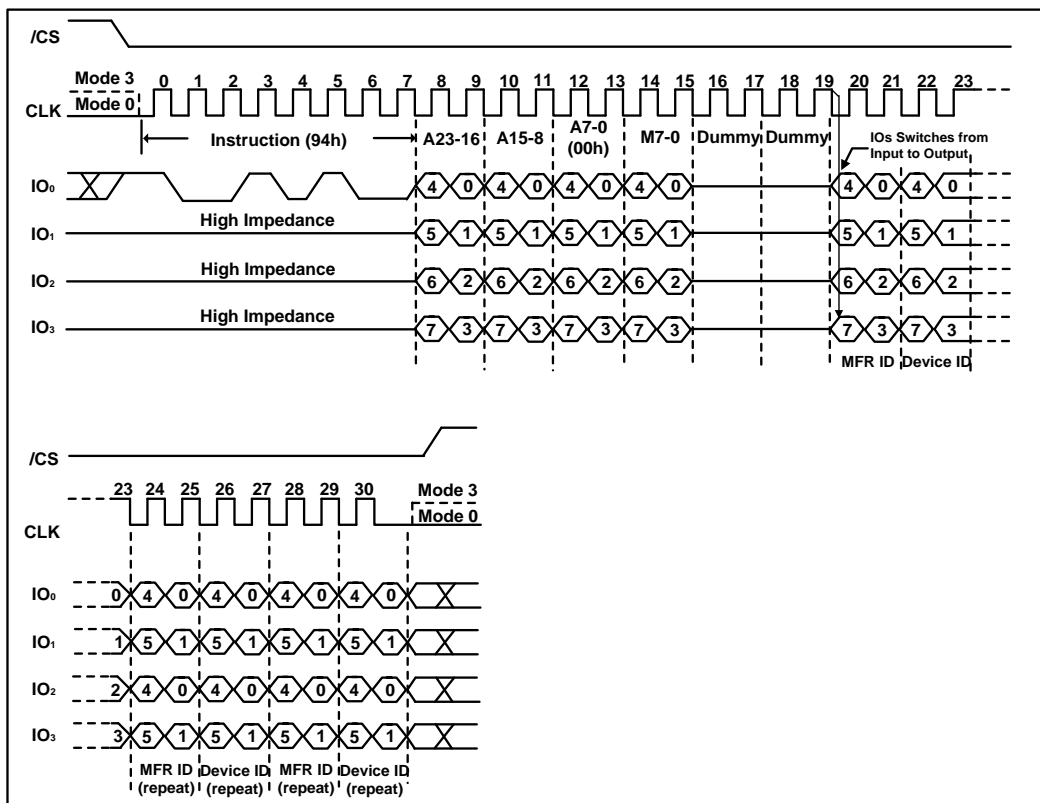 /CS
Mode 3
0 1 2 3 4 5 6 7 8 9 10 11 12 13 14 15 16 17 18 19 20 21 22 23
CLK
Mode 0
Instruction (94h)
A23-16
A15-8
A7-0
(00h)
M7-0
Dummy
Dummy
IOs Switches from
Input to Output
IO0
4 0 4 0 4 0 4 0 4 0 4 0
High Impedance
IO1
5 1 5 1 5 1 5 1 5 1 5 1
High Impedance
IO2
6 2 6 2 6 2 6 2 6 2 6 2
High Impedance
IO3
7 3 7 3 7 3 7 3 7 3 7 3
MFR ID
Device ID
/CS
23 24 25 26 27 28 29 30
Mode 3
Mode 0
CLK
IO0
0 4 0 4 0 4 0 4 0
IO1
1 5 1 5 1 5 1 5 1
IO2
2 4 0 4 0 4 0 4 0
IO3
3 5 1 5 1 5 1 5 1
MFR ID
(repeat)
Device ID
(repeat)
MFR ID
(repeat)
Device ID
(repeat)